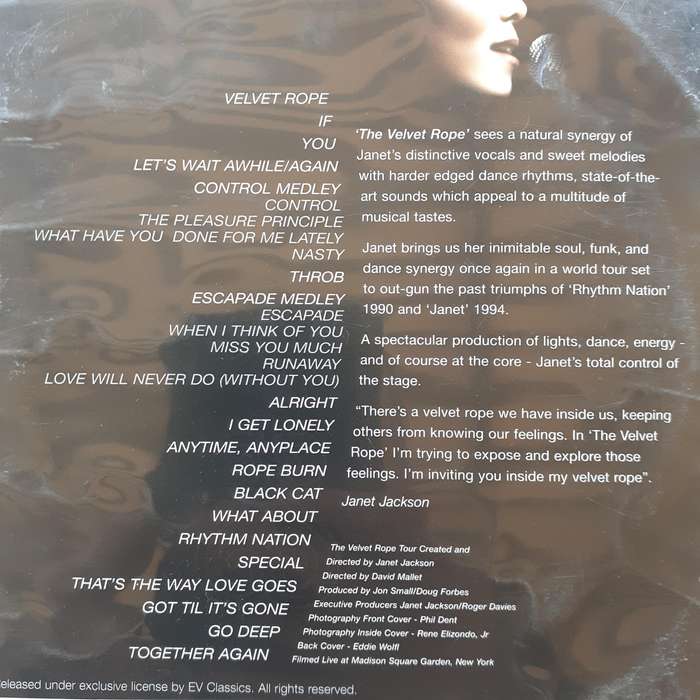 VELVET ROPE
IF
YOU
LET'S WAIT AWHILE/AGAIN
CONTROL MEDLEY
CONTROL
THE PLEASURE PRINCIPLE
WHAT HAVE YOU DONE FOR ME LATELY
NASTY
THROB
ESCAPADE MEDLEY
ESCAPADE
WHEN I THINK OF YOU
MISS YOU MUCH
RUNAWAY
LOVE WILL NEVER DO (WITHOUT YOU)
ALRIGHT
I GET LONELY
ANYTIME, ANYPLACE
ROPE BURN
BLACK CAT
WHAT ABOUT
RHYTHM NATION
SPECIAL
THAT'S THE WAY LOVE GOES
GOT TIL IT'S GONE
GO DEEP
TOGETHER AGAIN
'The Velvet Rope' sees a natural synergy of
Janet's distinctive vocals and sweet melodies
with harder edged dance rhythms, state-of-the-
art sounds which appeal to a multitude of
musical tastes.
Janet brings us her inimitable soul, funk, and
dance synergy once again in a world tour set
to out-gun the past triumphs of 'Rhythm Nation'
1990 and 'Janet' 1994.
A spectacular production of lights, dance, energy -
and of course at the core - Janet's total control of
the stage.
"There's a velvet rope we have inside us, keeping
others from knowing our feelings. In 'The Velvet
Rope' I'm trying to expose and explore those
feelings. I'm inviting you inside my velvet rope".
Janet Jackson
The Velvet Rope Tour Created and
Directed by Janet Jackson
Directed by David Mallet
Produced by Jon Small/Doug Forbes
Executive Producers Janet Jackson/Roger Davies
Photography Front Cover - Phil Dent
Photography Inside Cover - Rene Elizondo, Jr
Back Cover - Eddie Wolfl
Filmed Live at Madison Square Garden, New York
Released under exclusive license by EV Classics. All rights reserved.